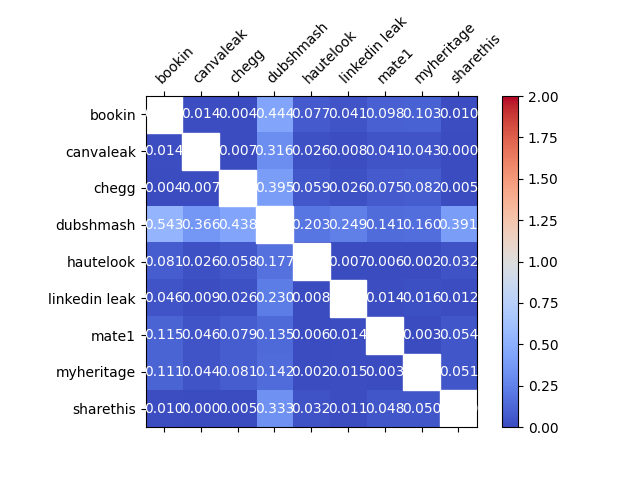 bookin canvaleak chegg dubshmash hautelook linkedin leak mate1 myheritage sharethis
bookin 0.014 0.004 0.444 0.077 0.041 0.098 0.103 0.010
canvaleak 0.014 0.007 0.316 0.026 0.008 0.041 0.043 0.000
chegg 0.004 0.007 0.395 0.059 0.026 0.075 0.082 0.005
dubshmash 0.543 0.366 0.438 0.203 0.249 0.141 0.160 0.391
hautelook 0.081 0.026 0.058 0.177 0.007 0.006 0.002 0.032
linkedin leak 0.046 0.009 0.026 0.230 0.008 0.014 0.016 0.012
mate1 0.115 0.046 0.079 0.135 0.006 0.014 0.003 0.054
myheritage 0.111 0.044 0.081 0.142 0.002 0.015 0.003 0.051
sharethis 0.010 0.000 0.005 0.333 0.032 0.011 0.048 0.050
2.00
1.75
1.50
1.25
1.00
0.75
0.50
0.25
0.00